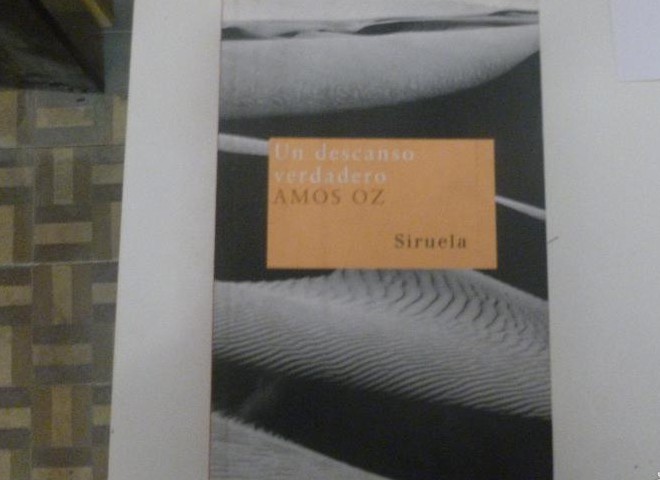 Un descanso
verdadero
AMOS OZ
Siruela